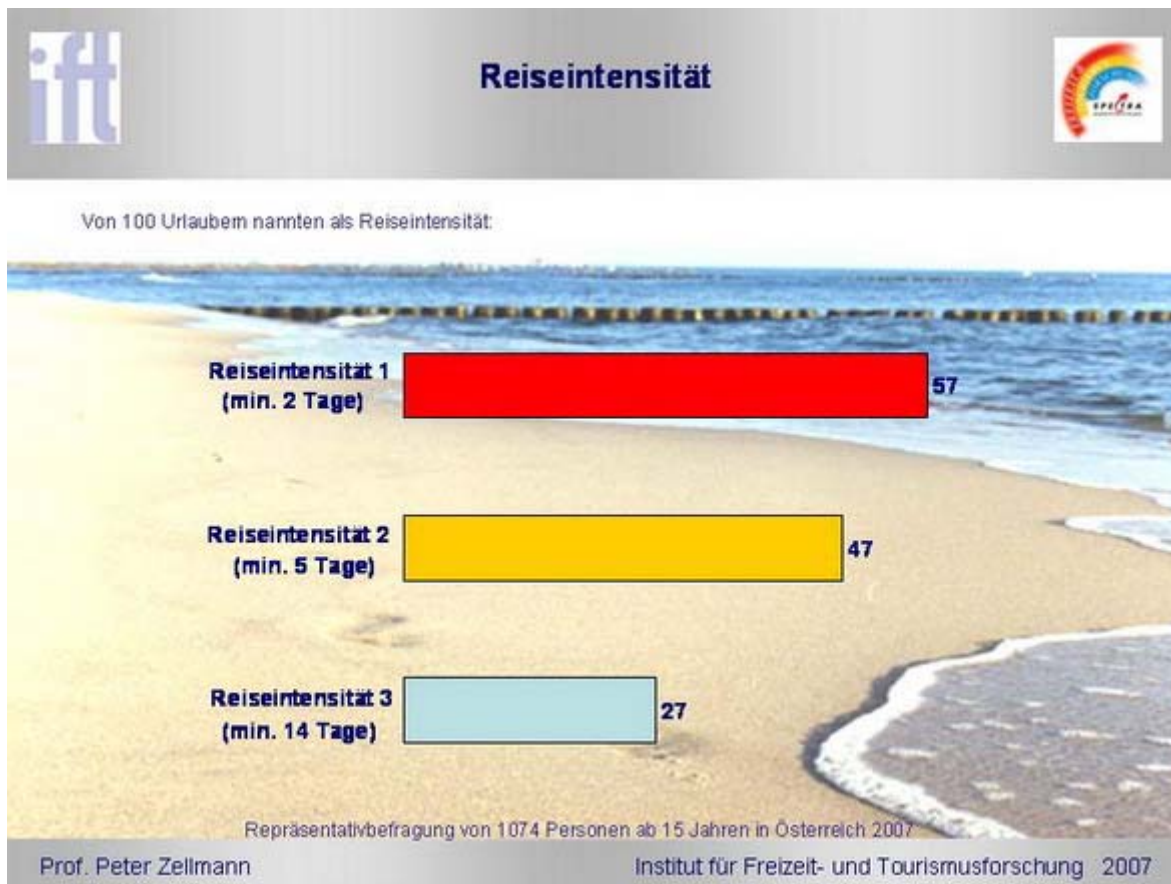 ift
Reiseintensität
SPECTRA
Von 100 Urlaubern nannten als Reiseintensität:
Reiseintensität 1
(min. 2 Tage)
57
Reiseintensität 2
(min. 5 Tage)
47
Reiseintensität 3
(min. 14 Tage)
27
Repräsentativbefragung von 1074 Personen ab 15 Jahren in Österreich 2007
Prof. Peter Zellmann
Institut für Freizeit- und Tourismusforschung 2007